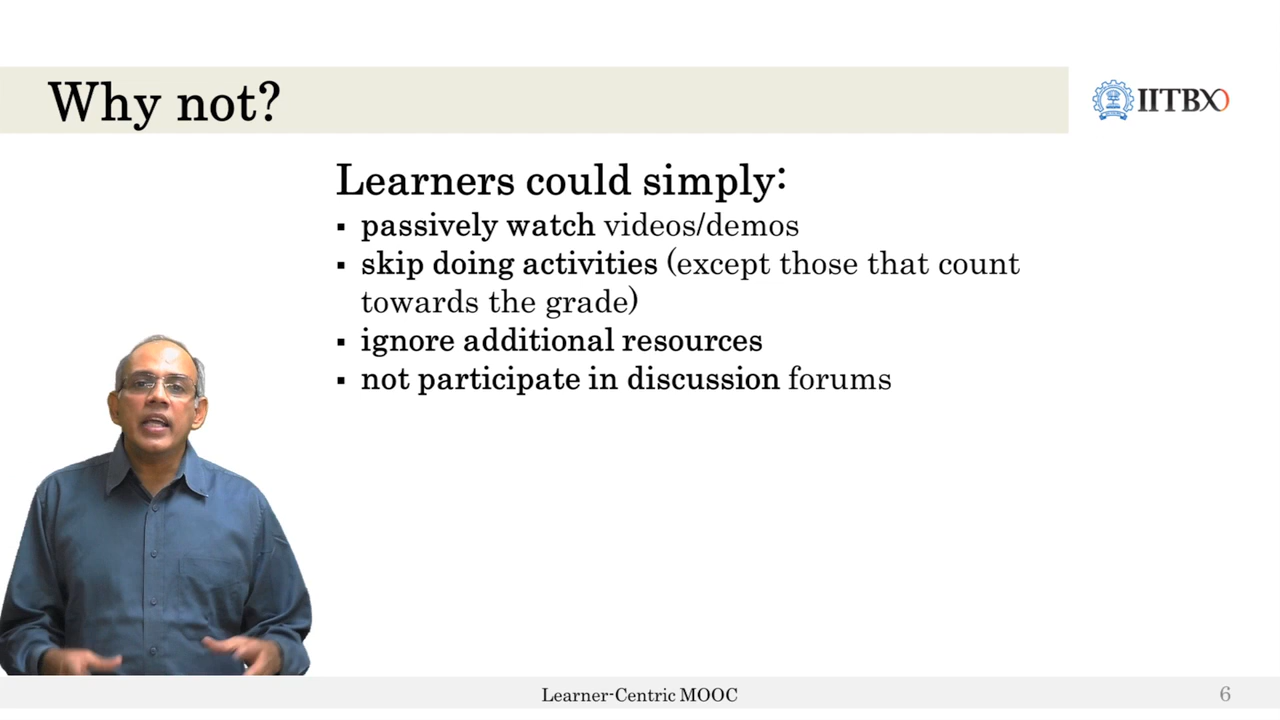 Why not?
IITBX
Learners could simply:
▪ passively watch videos/demos
▪ skip doing activities (except those that count
towards the grade)
▪ ignore additional resources
▪ not participate in discussion forums
Learner-Centric MOOC
6